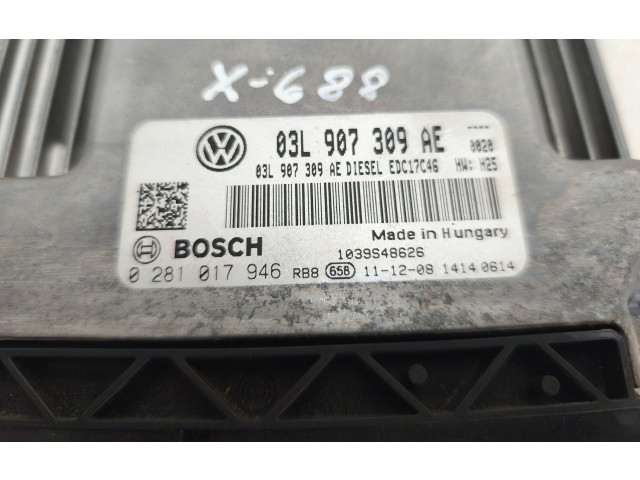 X-688
03L 907 309 AE ----
03L 907 309 AE DIESEL EDC17C46 0020
HW: H25
Made in Hungary
BOSCH 1039S48626
0 281 017 946 RB8 65B 11-12-08 1414 0614